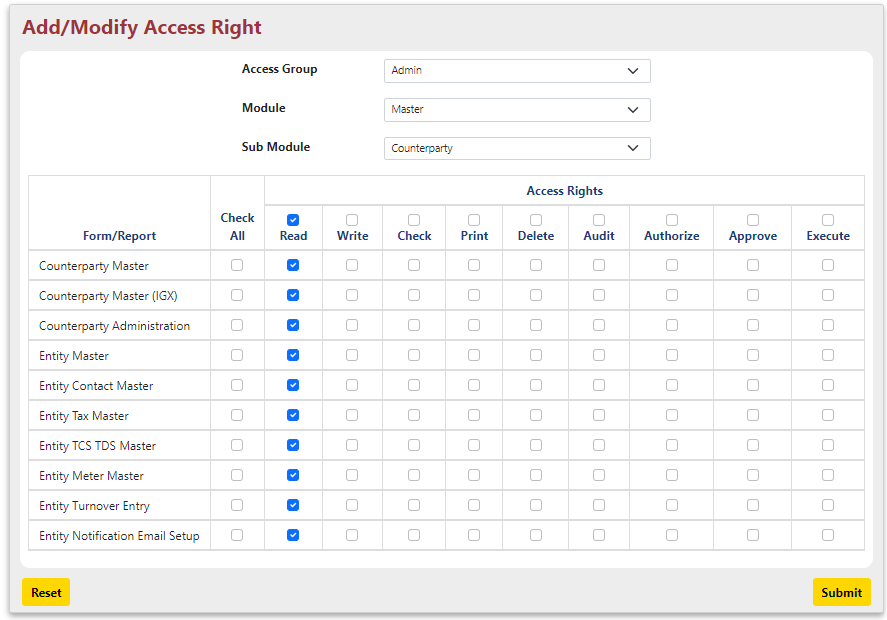 Add/Modify Access Right
Access Group Admin
Module Master
Sub Module Counterparty
Access Rights
Form/Report Check All Read Write Check Print Delete Audit Authorize Approve Execute
Counterparty Master
Counterparty Master (IGX)
Counterparty Administration
Entity Master
Entity Contact Master
Entity Tax Master
Entity TCS TDS Master
Entity Meter Master
Entity Turnover Entry
Entity Notification Email Setup
Reset Submit